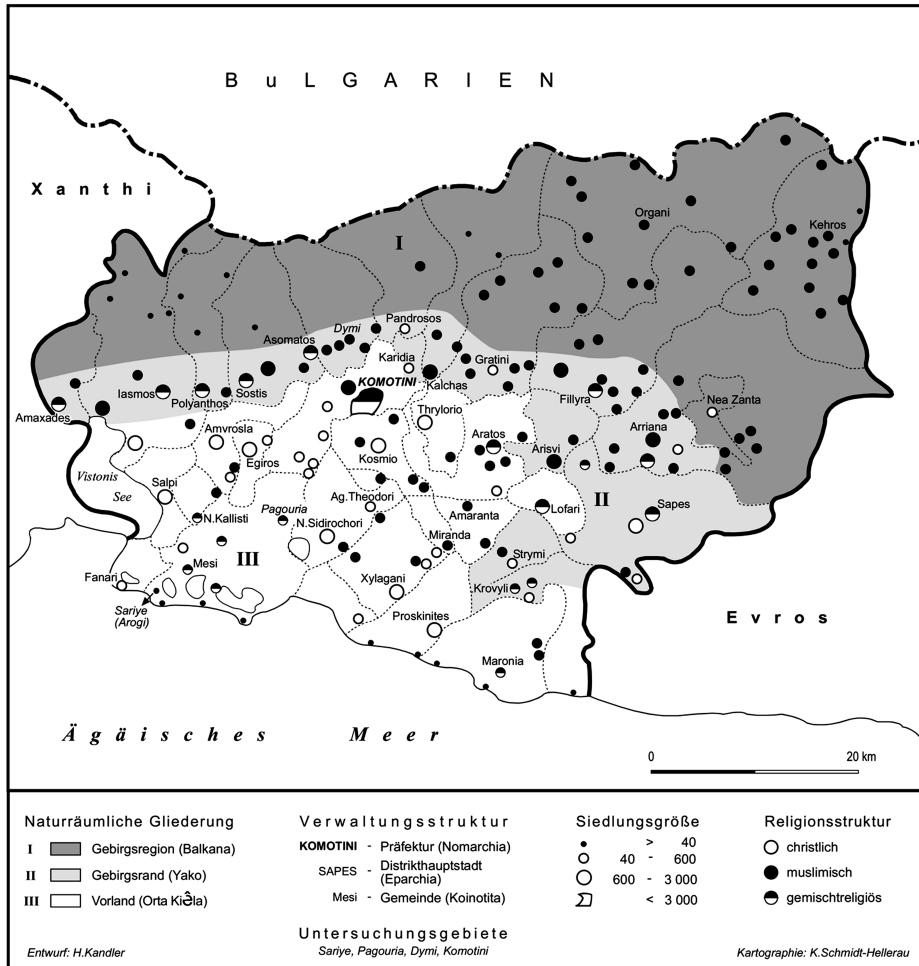 BuLGARIEN
Xanthi
I
Organi
Kehros
Pandrosos
Dymi
Asomatos
Karidia
Gratini
KOMOTINI
Kalchas
Iasmos
Polyanthos
Sostis
Fillyra
Nea Zanta
Amaxades
Thrylorio
Arriana
Amvrosla
Aratos
Arisvi
Egiros
Kosmio
Vistonis
See
Salpi
Ag.Theodori
II
Pagouria
Amaranta
Lofari
Sapes
N.Kallisti
N.Sidirochori
Miranda
III
Strymi
Mesi
Fanari
Xylagani
Krovyli
Sariye
(Arogi)
Proskinites
Evros
Maronia
Ägäisches Meer
0 20 km
Naturräumliche Gliederung
I Gebirgsregion (Balkana)
II Gebirgsrand (Yako)
III
Vorland (Orta
Verwaltungsstruktur
KOMOTINI - Präfektur (Nomarchia)
SAPES - Distrikthauptstadt
(Eparchia)
Mesi - Gemeinde (Koinotita)
Untersuchungsgebiete
Sariye, Pagouria, Dymi, Komotini
Siedlungsgröße
> 40
40 - 600
600 - 3 000
< 3 000
Religionsstruktur
christlich
muslimisch
gemischtreligiös
Entwurf: H.Kandler
Kartographie: K.Schmidt-Hellerau